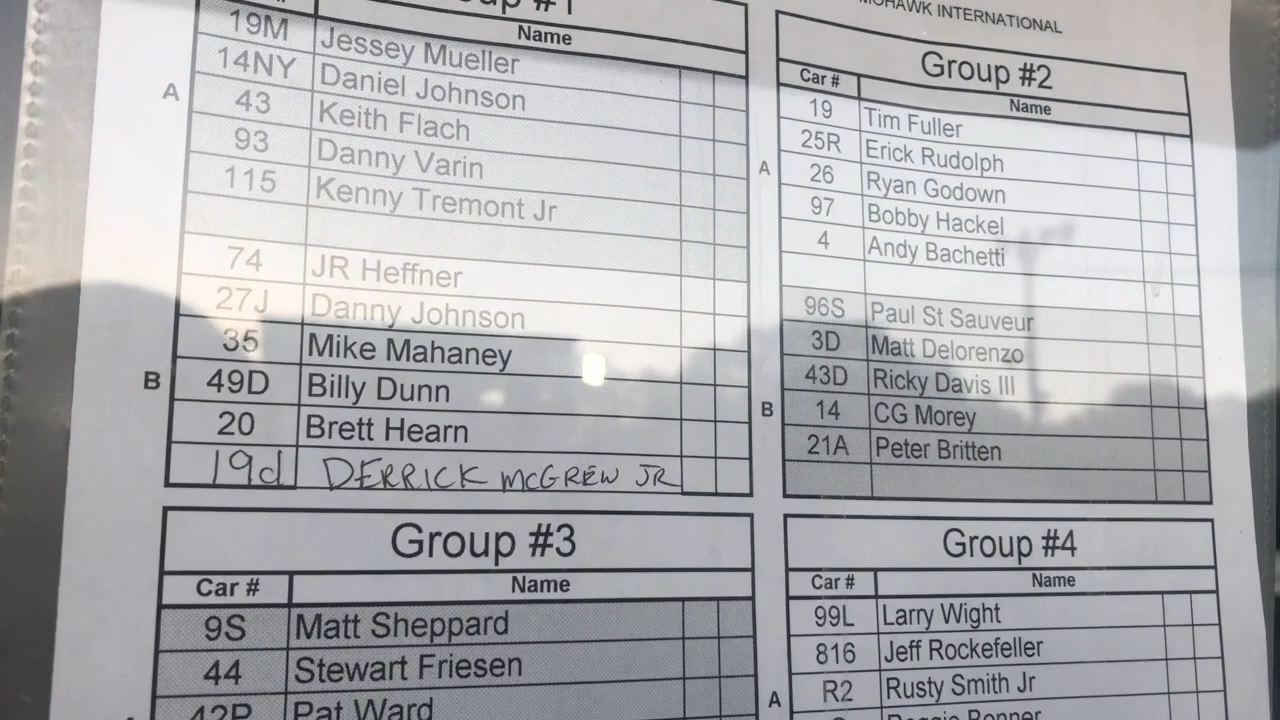 MOHAWK INTERNATIONAL
Group #1
Name
19M Jessey Mueller
14NY Daniel Johnson
A
43 Keith Flach
93 Danny Varin
115 Kenny Tremont Jr
74 JR Heffner
27J Danny Johnson
35 Mike Mahaney
B
49D Billy Dunn
20 Brett Hearn
19d DERRICK McGREW JR
Group #2
Car # Name
19 Tim Fuller
25R Erick Rudolph
A
26 Ryan Godown
97 Bobby Hackel
4 Andy Bachetti
96S Paul St Sauveur
3D Matt Delorenzo
43D Ricky Davis III
B
14 CG Morey
21A Peter Britten
Group #3
Car # Name
9S Matt Sheppard
44 Stewart Friesen
42P Pat Ward
Group #4
Car # Name
99L Larry Wight
816 Jeff Rockefeller
A
R2 Rusty Smith Jr
Bonner